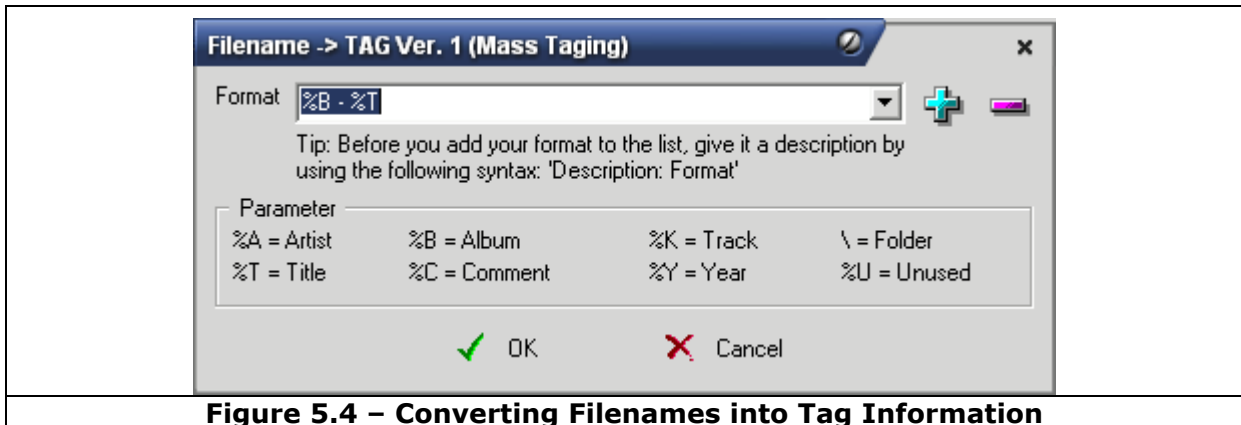 Filename -> TAG Ver. 1 (Mass Taging)
Format %B - %T
Tip: Before you add your format to the list, give it a description by
using the following syntax: 'Description: Format'
Parameter
%A = Artist %B = Album %K = Track \ = Folder
%T = Title %C = Comment %Y = Year %U = Unused
OK Cancel
Figure 5.4 – Converting Filenames into Tag Information